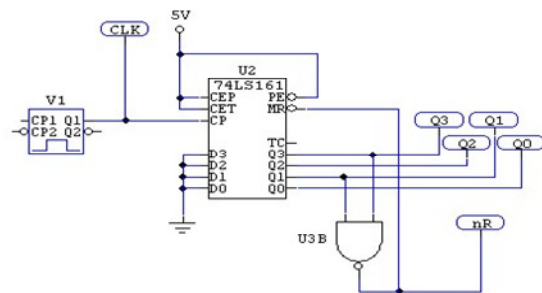 5V
CLK
U2
V1
74LS161
CEP PE
CET MR
CP1 Q1
CP
CP2 Q2
Q3 Q1
TC
D3 Q3
Q2 Q0
D2 Q2
D1 Q1
D0 Q0
U3B
nR